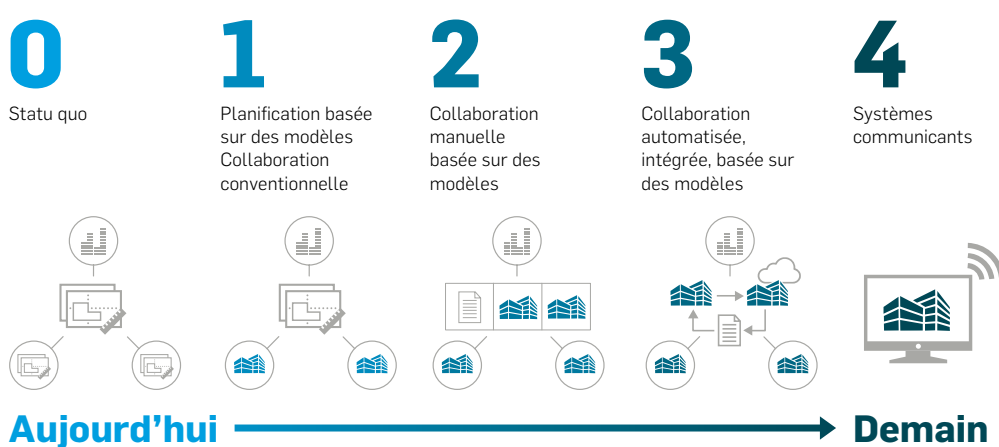 0
Statu quo
1
Planification basée
sur des modèles
Collaboration
conventionnelle
2
Collaboration
manuelle
basée sur des
modèles
3
Collaboration
automatisée,
intégrée, basée sur
des modèles
4
Systèmes
communicants
Aujourd’hui
Demain